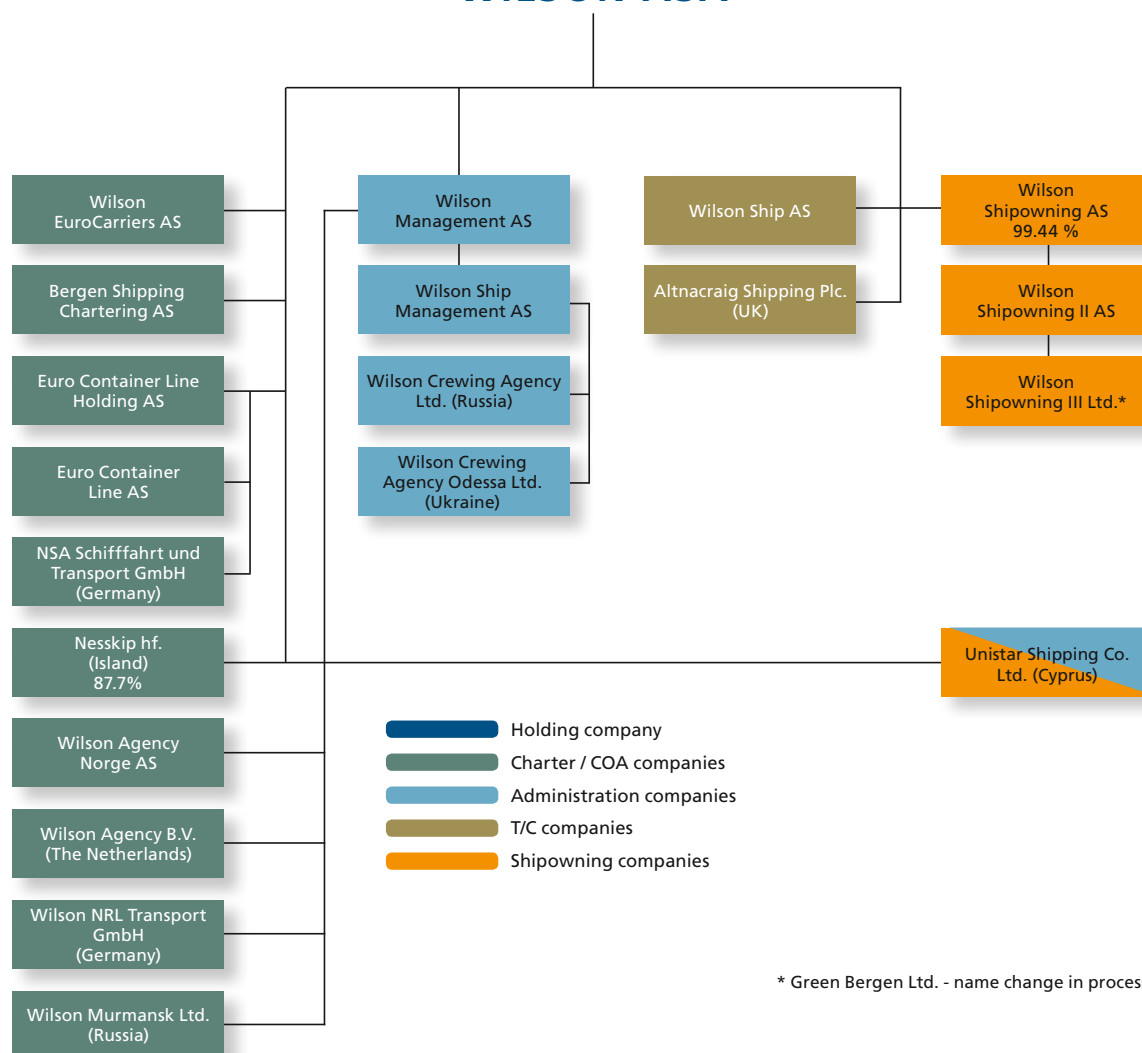 Wilson
EuroCarriers AS
Bergen Shipping
Chartering AS
Euro Container Line
Holding AS
Euro Container
Line AS
NSA Schifffahrt und
Transport GmbH
(Germany)
Nesskip hf.
(Island)
87.7%
Wilson Agency
Norge AS
Wilson Agency B.V.
(The Netherlands)
Wilson NRL Transport
GmbH
(Germany)
Wilson Murmansk Ltd.
(Russia)
Wilson
Management AS
Wilson Ship
Management AS
Wilson Crewing Agency
Ltd. (Russia)
Wilson Crewing
Agency Odessa Ltd.
(Ukraine)
Wilson Ship AS
Altnacraig Shipping Plc.
(UK)
Wilson
Shipowning AS
99.44 %
Wilson
Shipowning II AS
Wilson
Shipowning III Ltd.*
Unistar Shipping Co.
Ltd. (Cyprus)
Holding company
Charter / COA companies
Administration companies
T/C companies
Shipowning companies
* Green Bergen Ltd. - name change in proces